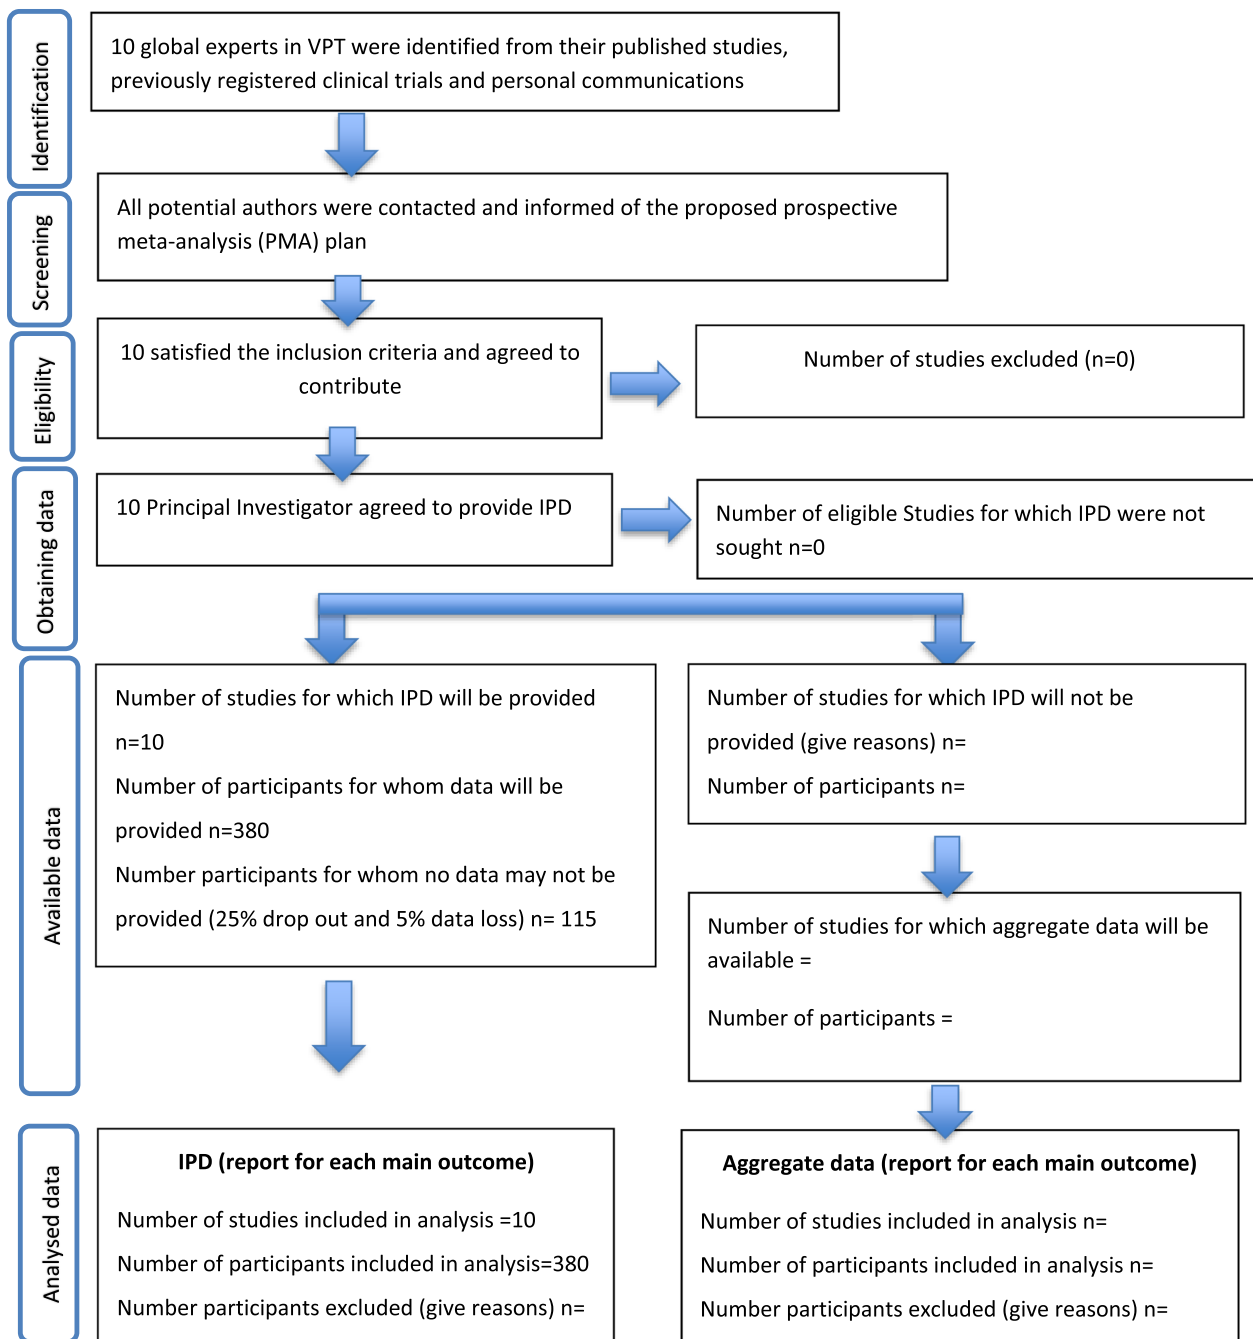 Identification
10 global experts in VPT were identified from their published studies,
previously registered clinical trials and personal communications
Screening
All potential authors were contacted and informed of the proposed prospective
meta-analysis (PMA) plan
Eligibility
10 satisfied the inclusion criteria and agreed to
contribute
Number of studies excluded (n=0)
Obtaining data
10 Principal Investigator agreed to provide IPD
Number of eligible Studies for which IPD were not
sought n=0
Available data
Number of studies for which IPD will be provided
n=10
Number of participants for whom data will be
provided n=380
Number participants for whom no data may not be
provided (25% drop out and 5% data loss) n= 115
Number of studies for which IPD will not be
provided (give reasons) n=
Number of participants n=
Number of studies for which aggregate data will be
available =
Number of participants =
Analysed data
IPD (report for each main outcome)
Number of studies included in analysis =10
Number of participants included in analysis=380
Number participants excluded (give reasons) n=
Aggregate data (report for each main outcome)
Number of studies included in analysis n=
Number of participants included in analysis n=
Number participants excluded (give reasons) n=